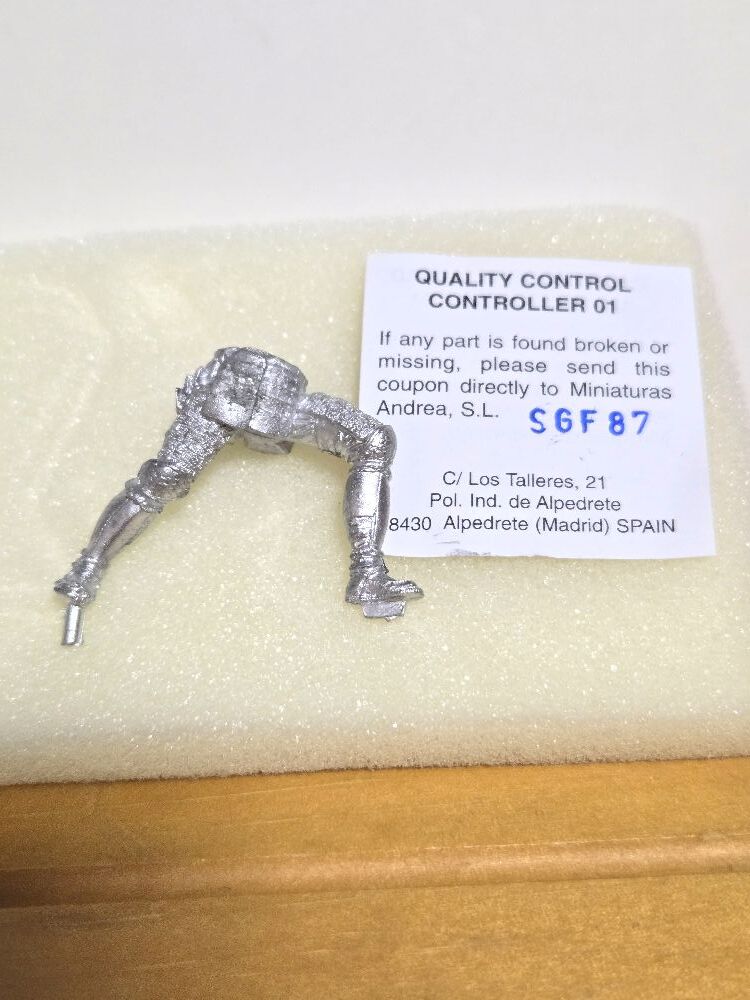 QUALITY CONTROL
CONTROLLER 01
If any part is found broken or
missing, please send this
coupon directly to Miniaturas
Andrea, S.L. SGF87
C/ Los Talleres, 21
Pol. Ind. de Alpedrete
8430 Alpedrete (Madrid) SPAIN